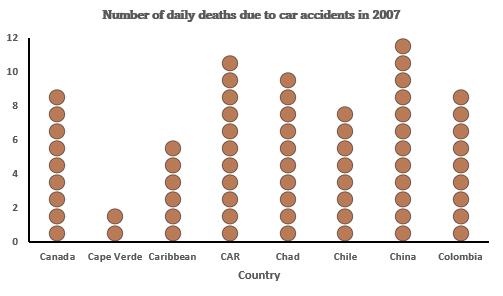 Number of daily deaths due to car accidents in 2007
12
10
8
6
4
2
0
Canada Cape Verde Caribbean CAR Chad Chile China Colombia
Country